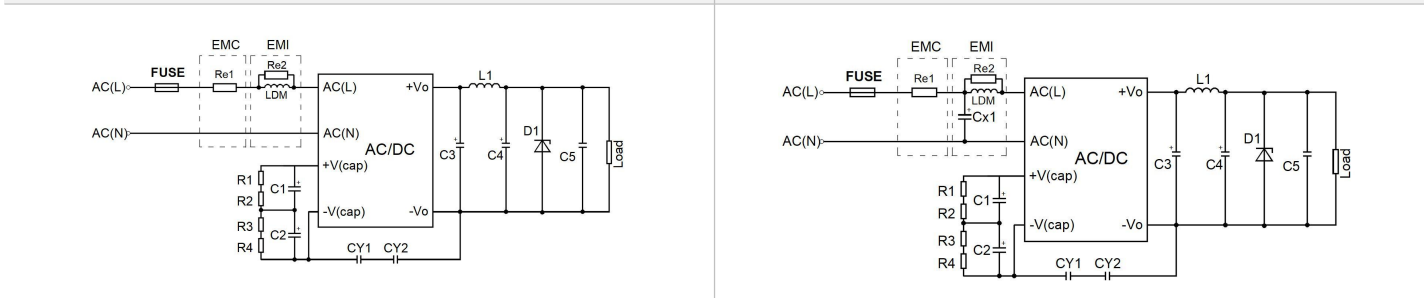 EMC EMI
FUSE Re1 Re2
AC(L) LDM AC(L) +Vo L1
AC(N) AC(N)
AC/DC C3 + C4 + D1 C5 Load
+V(cap)
R1 C1 +
R2
-V(cap) -Vo
R3 C2 +
R4 CY1 CY2
EMC EMI
FUSE Re1 Re2
AC(L) LDM AC(L) +Vo L1
+ Cx1
AC(N) AC(N)
AC/DC C3 + C4 + D1 C5 Load
+V(cap)
R1 C1 +
R2
-V(cap) -Vo
R3 C2 +
R4 CY1 CY2